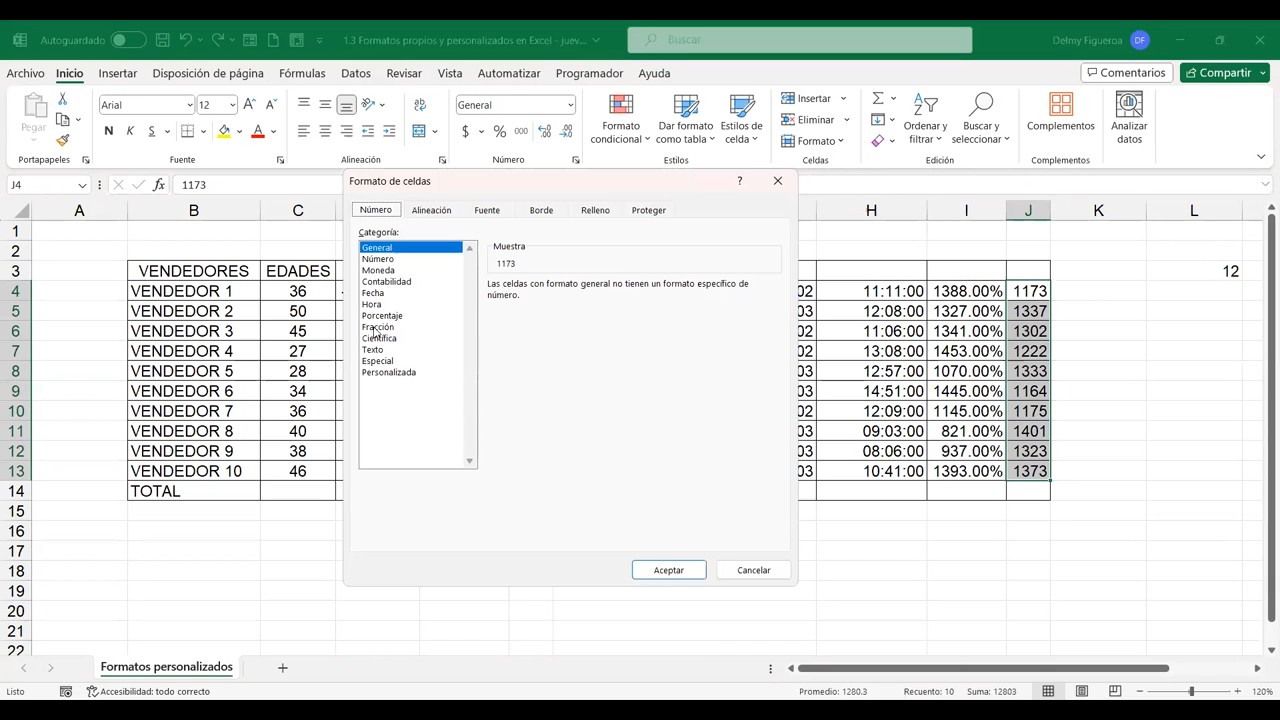 Autoguardado
1.3 Formatos propios y personalizados en Excel - juev...
Buscar
Delmy Figueroa
DF
Archivo Inicio Insertar Disposición de página Fórmulas Datos Revisar Vista Automatizar Programador Ayuda
Comentarios
Compartir
Pegar
Arial
12
N K S
General
$ % 000
Formato condicional
Dar formato como tabla
Estilos de celda
Insertar
Eliminar
Formato
Ordenar y filtrar
Buscar y seleccionar
Complementos
Analizar datos
Portapapeles Fuente Alineación Número Estilos Celdas Edición Complementos
J4
fx
1173
A B C H I J K L
1
2
3 VENDEDORES EDADES 12
4 VENDEDOR 1 36 02 11:11:00 1388.00% 1173
5 VENDEDOR 2 50 03 12:08:00 1327.00% 1337
6 VENDEDOR 3 45 03 11:06:00 1341.00% 1302
7 VENDEDOR 4 27 02 13:08:00 1453.00% 1222
8 VENDEDOR 5 28 03 12:57:00 1070.00% 1333
9 VENDEDOR 6 34 03 14:51:00 1445.00% 1164
10 VENDEDOR 7 36 02 12:09:00 1145.00% 1175
11 VENDEDOR 8 40 03 09:03:00 821.00% 1401
12 VENDEDOR 9 38 03 08:06:00 937.00% 1323
13 VENDEDOR 10 46 03 10:41:00 1393.00% 1373
14 TOTAL
15
16
17
18
19
20
21
22
Formato de celdas
?
Número Alineación Fuente Borde Relleno Proteger
Categoría:
General
Número
Moneda
Contabilidad
Fecha
Hora
Porcentaje
Fracción
Científica
Texto
Especial
Personalizada
Muestra
1173
Las celdas con formato general no tienen un formato específico de
número.
Aceptar
Cancelar
Formatos personalizados
Listo
Accesibilidad: todo correcto
Promedio: 1280.3
Recuento: 10
Suma: 12803
120%